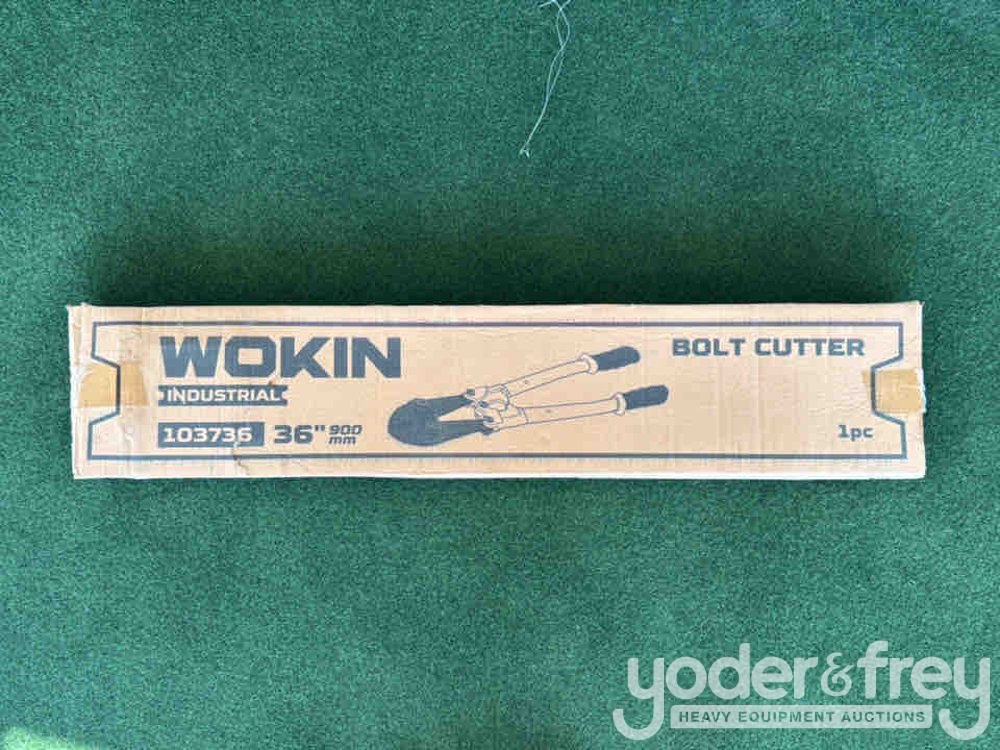 WOKIN
INDUSTRIAL
103736 36" 900 mm
BOLT CUTTER
1pc
yoder&frey
HEAVY EQUIPMENT AUCTIONS